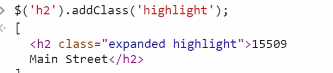 > $('h2').addClass('highlight');
< [
<h2 class="expanded highlight">15509
Main Street</h2>